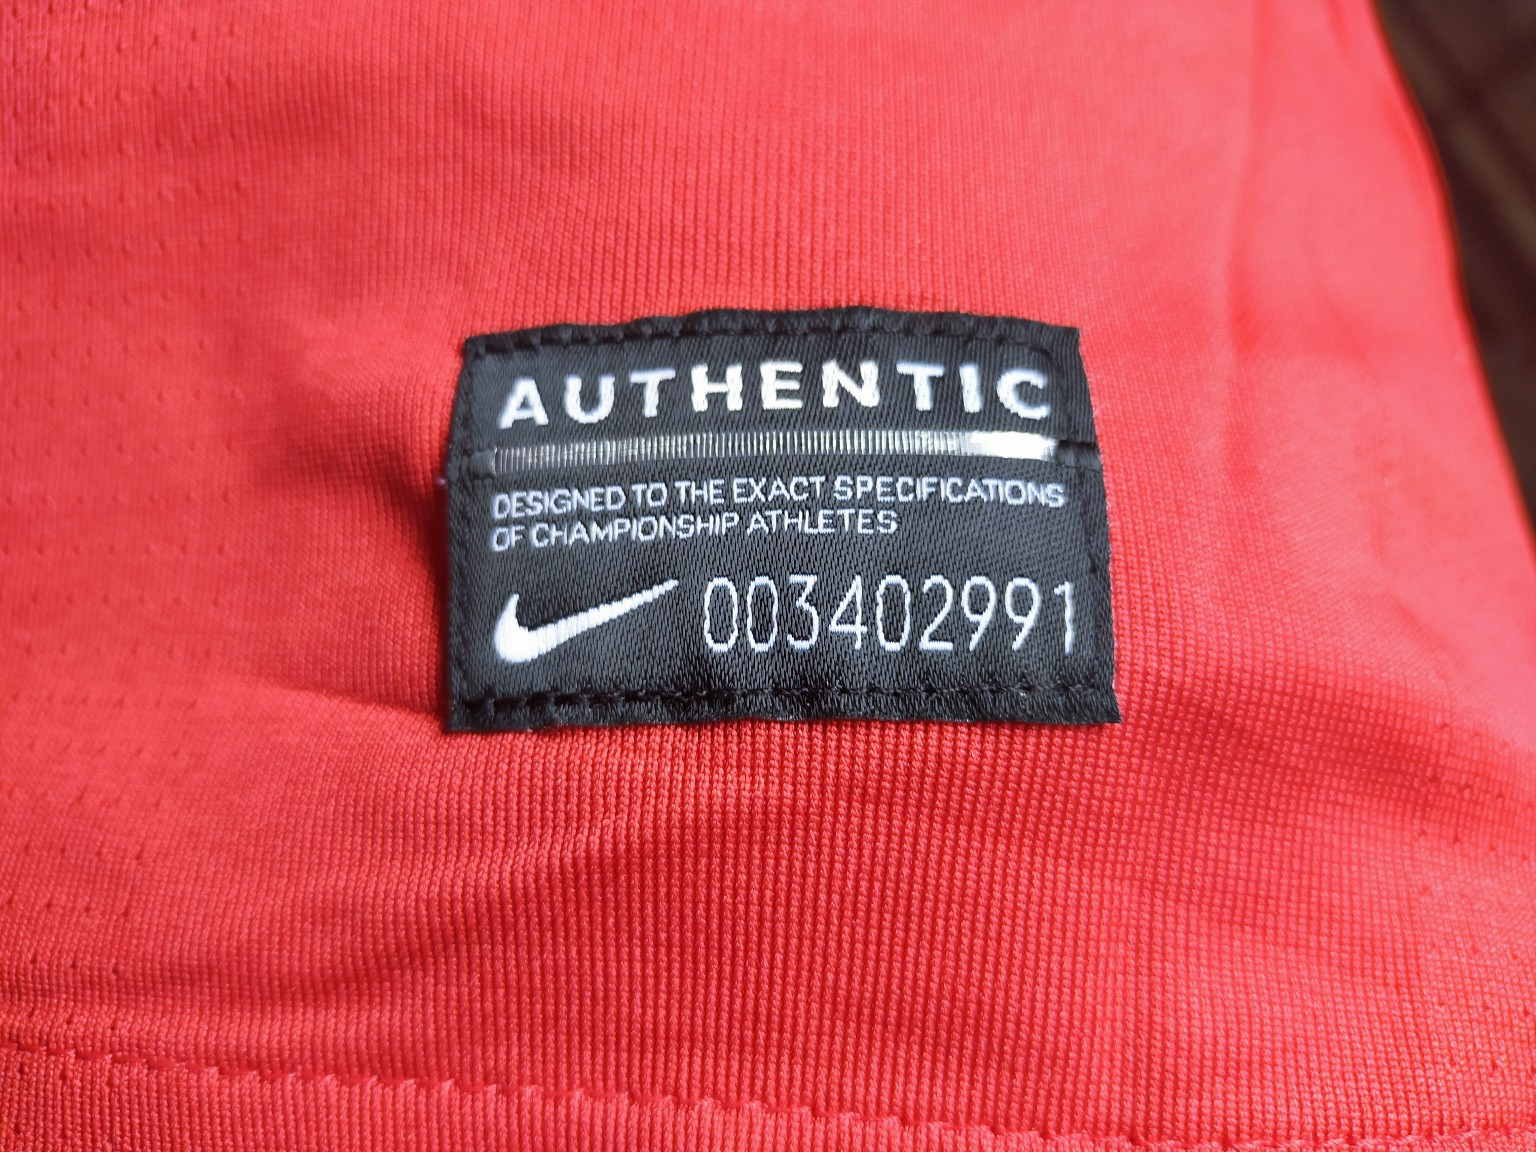 AUTHENTIC
DESIGNED TO THE EXACT SPECIFICATIONS
OF CHAMPIONSHIP ATHLETES
003402991